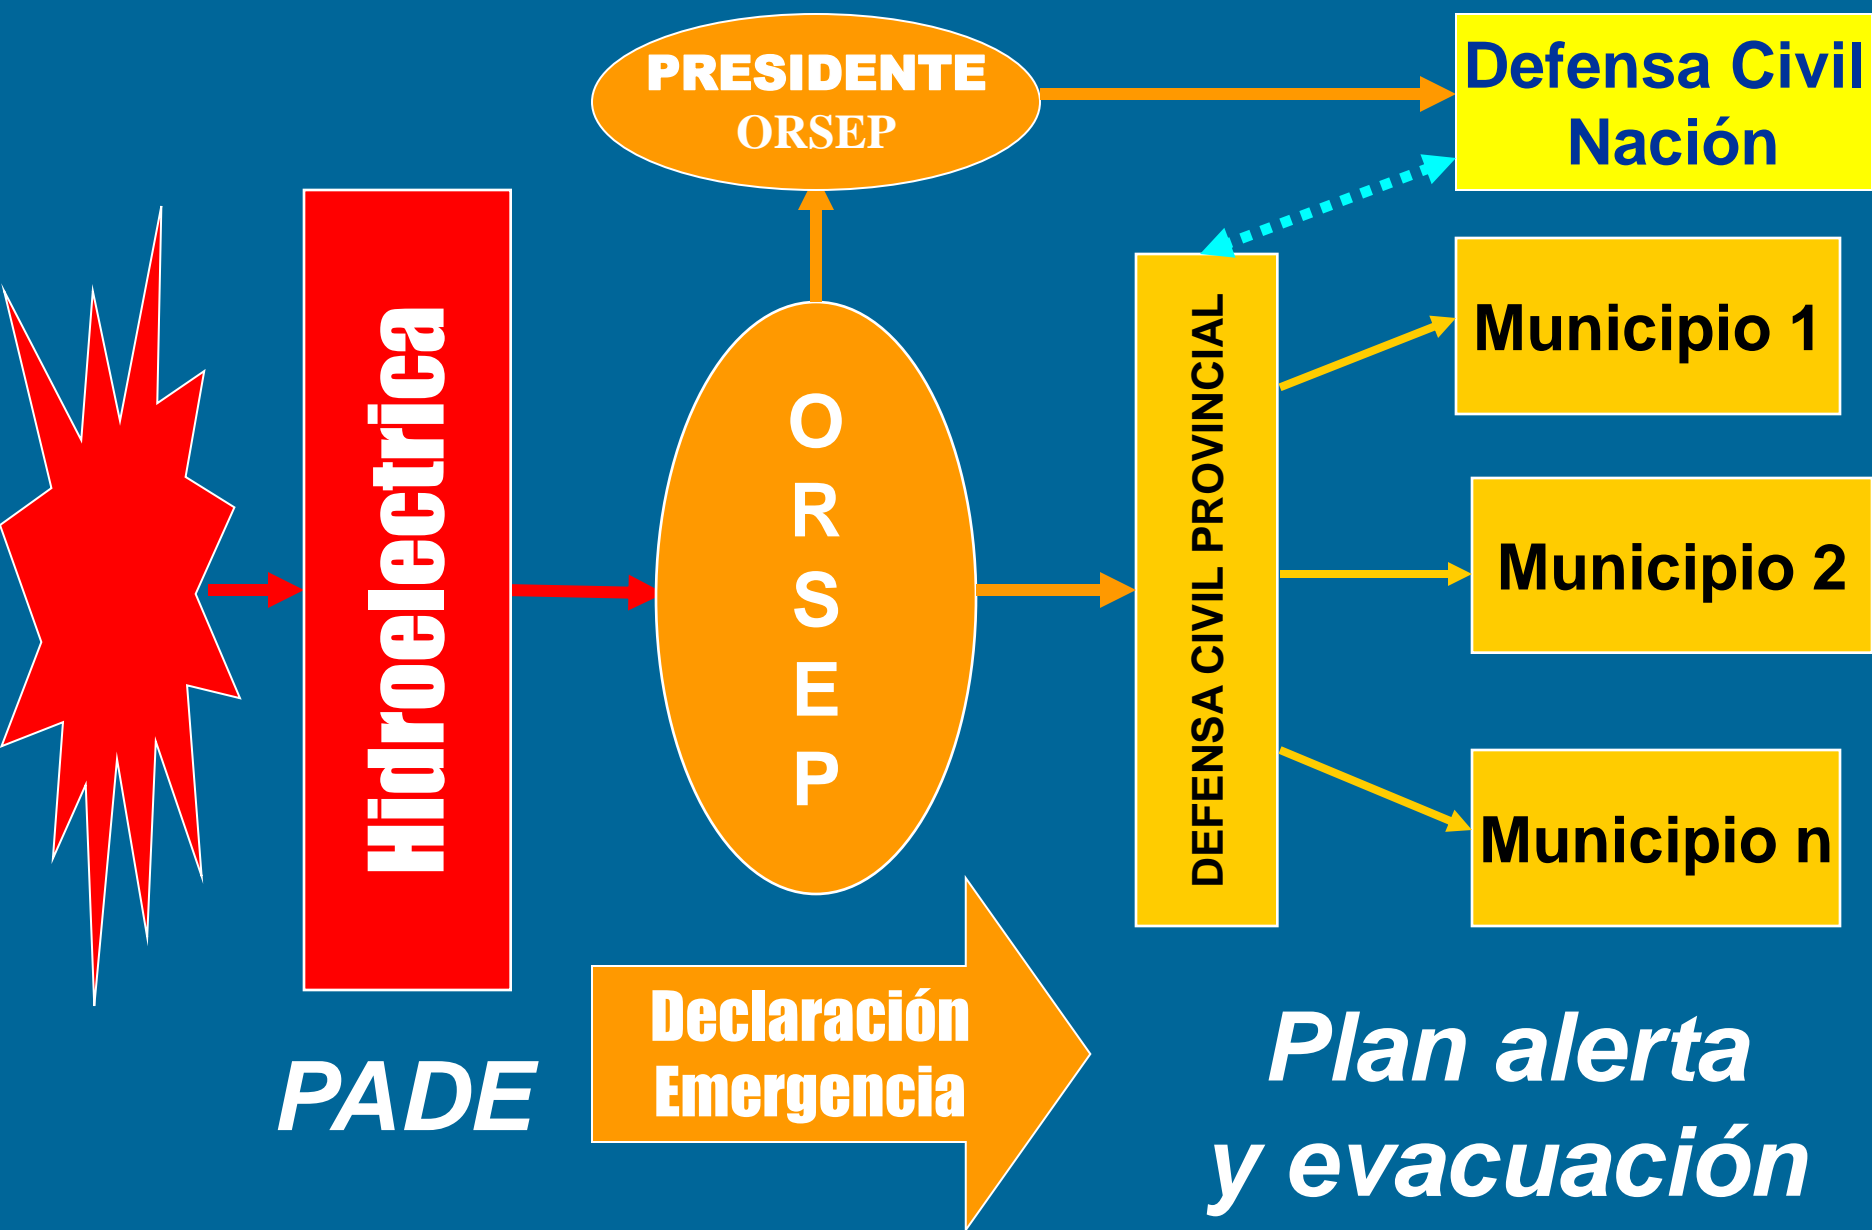 PRESIDENTE
ORSEP
Defensa Civil
Nación
Hidroelectrica
O
R
S
E
P
DEFENSA CIVIL PROVINCIAL
Municipio 1
Municipio 2
Municipio n
PADE
Declaración
Emergencia
Plan alerta
y evacuación